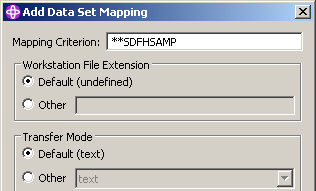 Add Data Set Mapping
Mapping Criterion: **SDFHSAMP
Workstation File Extension
Default (undefined)
Other
Transfer Mode
Default (text)
Other text